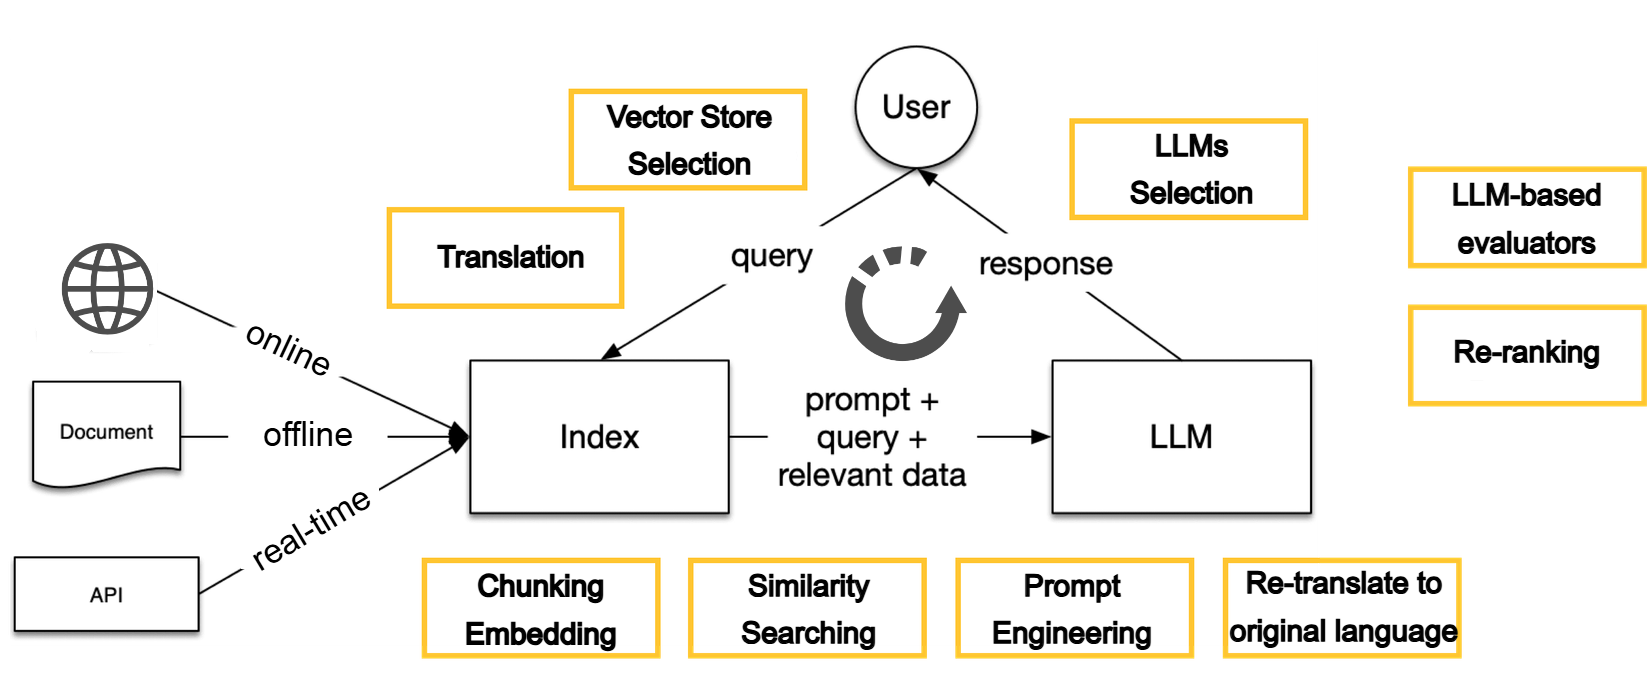 User
Vector Store
Selection
LLMs
Selection
LLM-based
evaluators
Translation
query
response
online
Re-ranking
Document
offline
Index
prompt +
query +
relevant data
LLM
real-time
API
Chunking
Embedding
Similarity
Searching
Prompt
Engineering
Re-translate to
original language